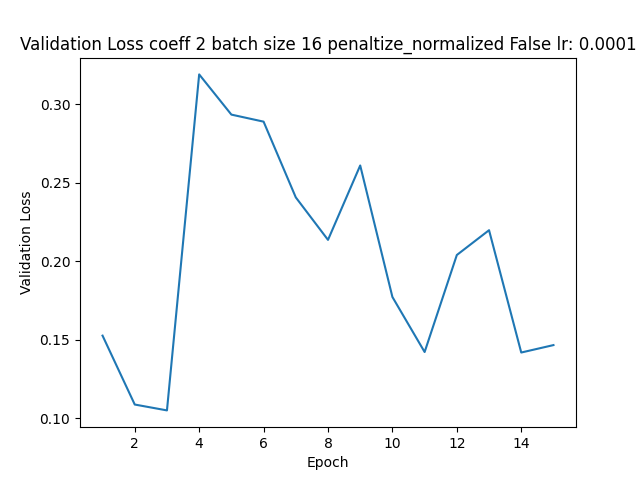 Validation Loss coeff 2 batch size 16 penaltize_normalized False lr: 0.0001
0.30
0.25
0.20
0.15
0.10
Validation Loss
2 4 6 8 10 12 14
Epoch